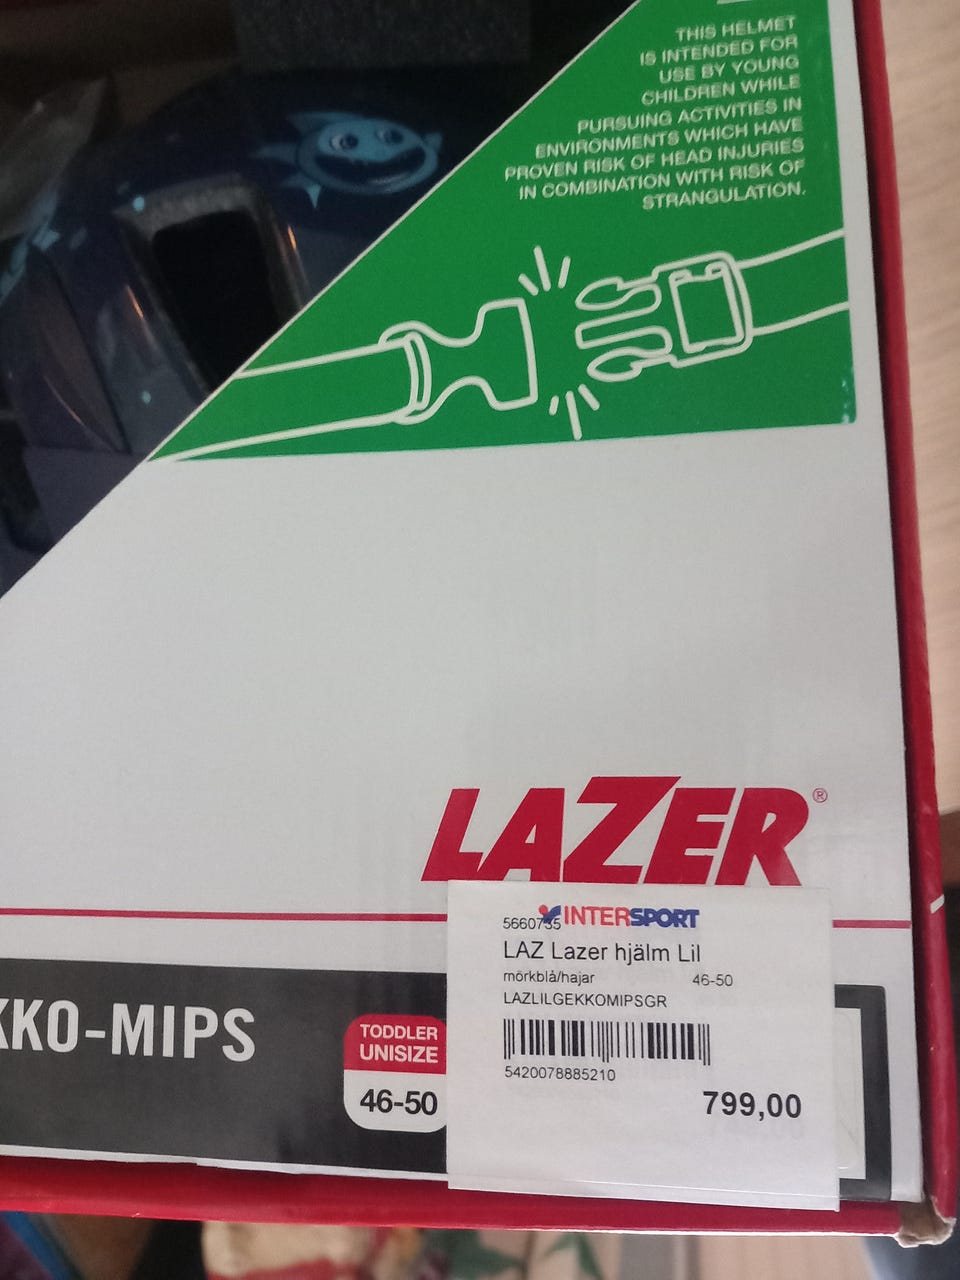 THIS HELMET
IS INTENDED FOR
USE BY YOUNG
CHILDREN WHILE
PURSUING ACTIVITIES IN
ENVIRONMENTS WHICH HAVE
PROVEN RISK OF HEAD INJURIES
IN COMBINATION WITH RISK OF
STRANGULATION.
LAZER®
5660735 INTERSPORT
LAZ Lazer hjälm Lil
mörkblå/hajar 46-50
LAZLILGEKKOMIPSGR
5420078885210
799,00
KKO-MIPS
TODDLER
UNISIZE
46-50